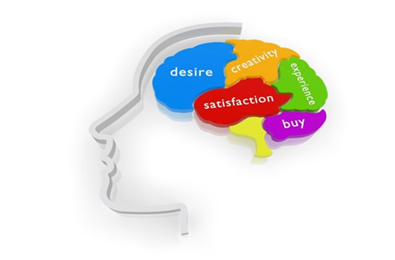 desire
creativity
experience
satisfaction
buy